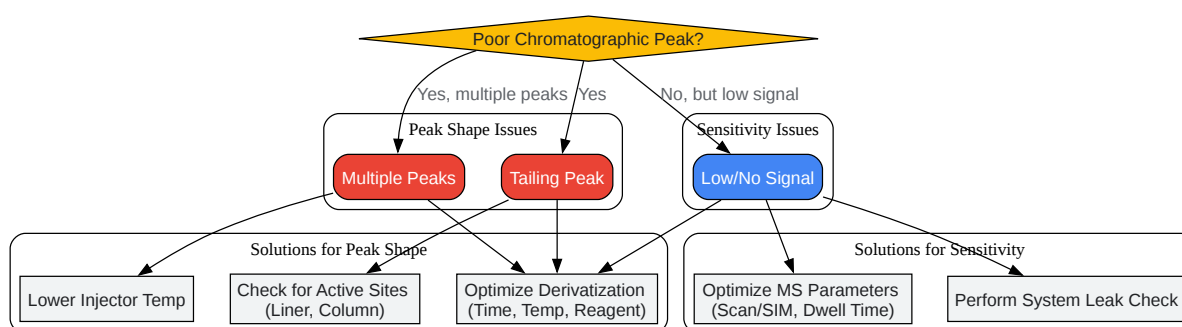 Poor Chromatographic Peak?
Yes, multiple peaks
Yes
No, but low signal
Peak Shape Issues
Sensitivity Issues
Multiple Peaks
Tailing Peak
Low/No Signal
Solutions for Peak Shape
Solutions for Sensitivity
Lower Injector Temp
Check for Active Sites
(Liner, Column)
Optimize Derivatization
(Time, Temp, Reagent)
Optimize MS Parameters
(Scan/SIM, Dwell Time)
Perform System Leak Check